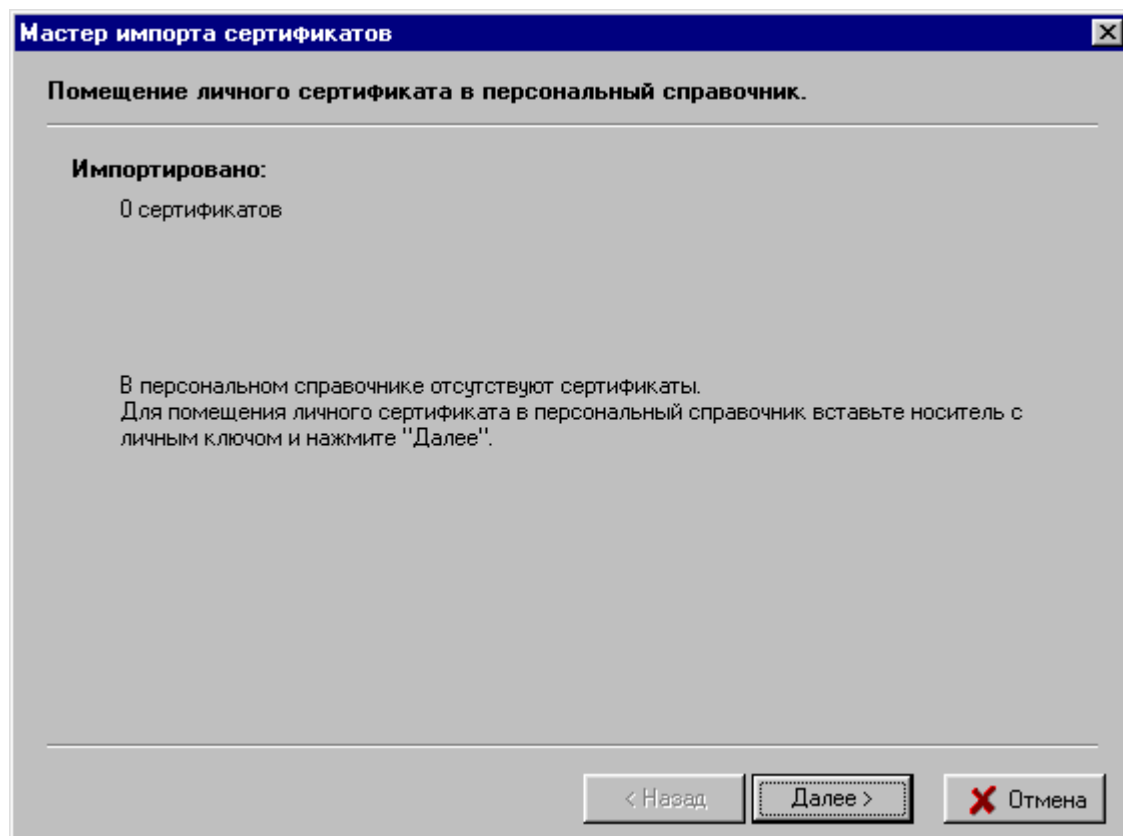 Мастер импорта сертификатов
Помещение личного сертификата в персональный справочник.
Импортировано:
0 сертификатов
В персональном справочнике отсутствуют сертификаты.
Для помещения личного сертификата в персональный справочник вставьте носитель с
личным ключом и нажмите "Далее".
< Назад
Далее >
Отмена